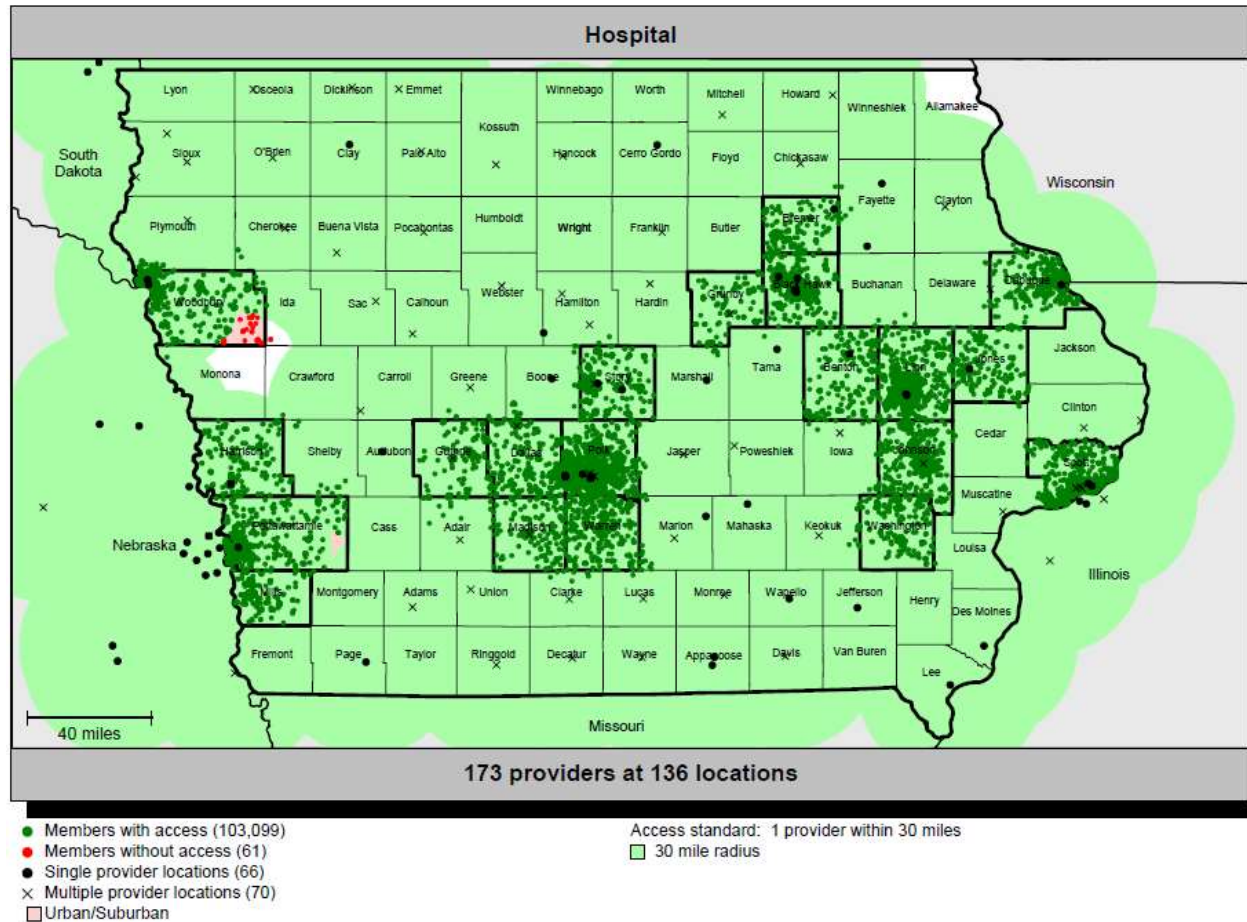 Hospital
Lyon Osceola Dickinson Emmet Winnebago Worth Mitchell Howard Winneshiek Allamakee
Kossuth
South Dakota
Sioux O'Brien Clay Palo Alto Hancock Cerro Gordo Floyd Chickasaw
Wisconsin
Plymouth Cherokee Buena Vista Pocahontas Humboldt Wright Franklin Butler Bremer Fayette Clayton
Woodbury Ida Sac Calhoun Webster Hamilton Hardin Grundy Black Hawk Buchanan Delaware Dubuque
Monona Crawford Carroll Greene Boone Story Marshall Tama Benton Linn Jones Jackson
Clinton
Harrison Shelby Audubon Guthrie Dallas Polk Jasper Poweshiek Iowa Johnson Cedar Scott
Muscatine
Nebraska
Pottawattamie Cass Adair Madison Warren Marion Mahaska Keokuk Washington Louisa
Illinois
Mills Montgomery Adams Union Clarke Lucas Monroe Wapello Jefferson Henry Des Moines
Fremont Page Taylor Ringgold Decatur Wayne Appanoose Davis Van Buren Lee
Missouri
40 miles
173 providers at 136 locations
Members with access (103,099)
Members without access (61)
Single provider locations (66)
Multiple provider locations (70)
Urban/Suburban
Access standard: 1 provider within 30 miles
30 mile radius